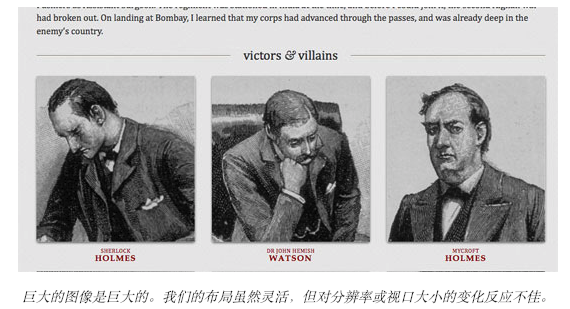 had broken out. On landing at Bombay, I learned that my corps had advanced through the passes, and was already deep in the
enemy's country.
victors & villains
SHERLOCK
HOLMES
DR JOHN HEMISH
WATSON
MYCROFT
HOLMES
巨大的图像是巨大的。我们的布局虽然灵活，但对分辨率或视口大小的变化反应不佳。